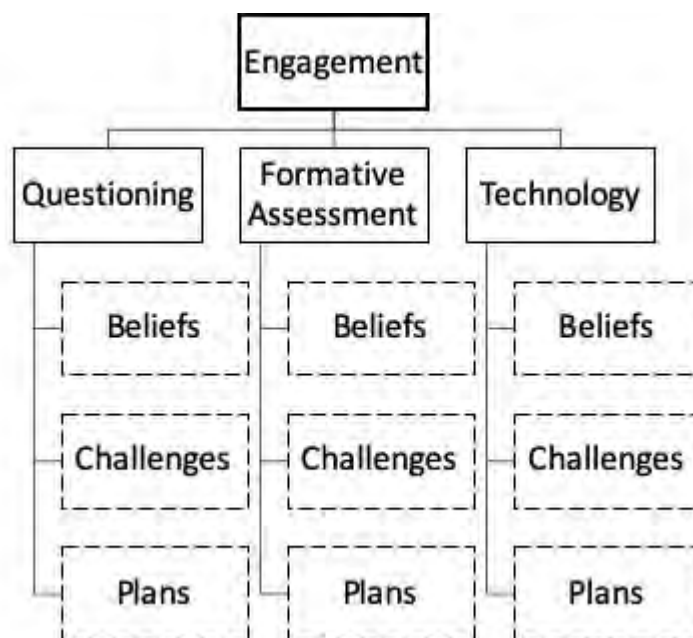 Engagement
Questioning
Formative
Assessment
Technology
Beliefs
Beliefs
Beliefs
Challenges
Challenges
Challenges
Plans
Plans
Plans